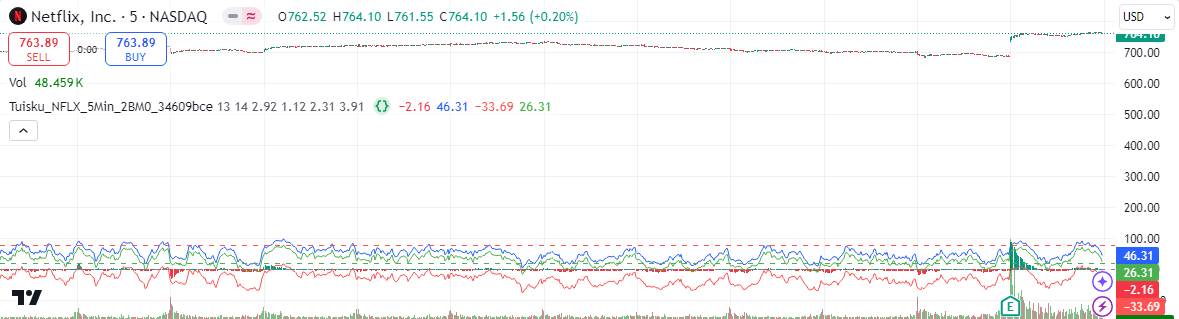 Netflix, Inc. · 5 · NASDAQ
O762.52 H764.10 L761.55 C764.10 +1.56 (+0.20%)
USD
763.89
SELL
0.00
763.89
BUY
764.10
700.00
Vol 48.459 K
600.00
Tuisku_NFLX_5Min_2BM0_34609bce 13 14 2.92 1.12 2.31 3.91 {} −2.16 46.31 −33.69 26.31
500.00
400.00
300.00
200.00
100.00
46.31
26.31
−2.16
E
−33.69